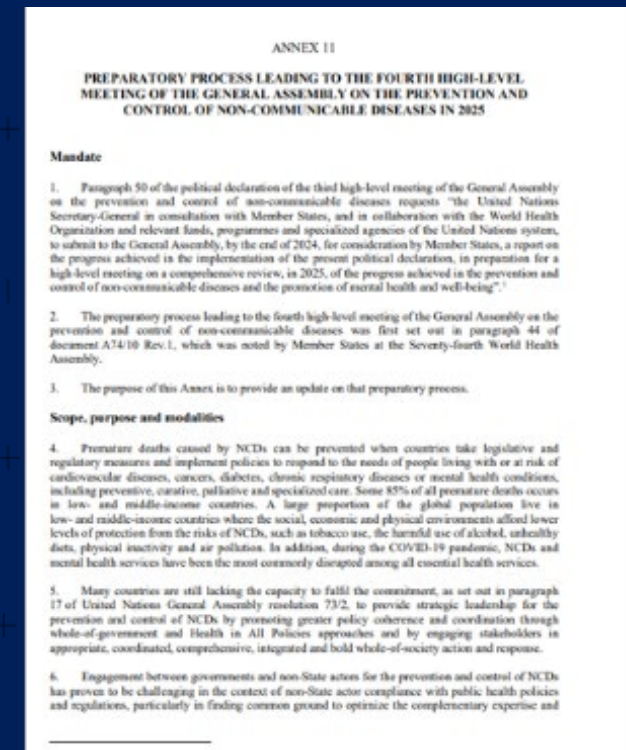 ANNEX 11
PREPARATORY PROCESS LEADING TO THE FOURTH HIGH-LEVEL
MEETING OF THE GENERAL ASSEMBLY ON THE PREVENTION AND
CONTROL OF NON-COMMUNICABLE DISEASES IN 2025
Mandate
1. Paragraph 50 of the political declaration of the third high-level meeting of the General Assembly
on the prevention and control of non-communicable diseases requests "the United Nations
Secretary-General in consultation with Member States, and in collaboration with the World Health
Organization and relevant funds, programmes and specialized agencies of the United Nations system,
to submit to the General Assembly, by the end of 2024, for consideration by Member States, a report on
the progress achieved in the implementation of the present political declaration, in preparation for a
high-level meeting on a comprehensive review, in 2025, of the progress achieved in the prevention and
control of non-communicable diseases and the promotion of mental health and well-being".¹
2. The preparatory process leading to the fourth high-level meeting of the General Assembly on the
prevention and control of non-communicable diseases was first set out in paragraph 44 of
document A74/10 Rev.1, which was noted by Member States at the Seventy-fourth World Health
Assembly.
3. The purpose of this Annex is to provide an update on that preparatory process.
Scope, purpose and modalities
4. Premature deaths caused by NCDs can be prevented when countries take legislative and
regulatory measures and implement policies to respond to the needs of people living with or at risk of
cardiovascular diseases, cancers, diabetes, chronic respiratory diseases or mental health conditions,
including preventive, curative, palliative and specialized care. Some 85% of all premature deaths occurs
in low- and middle-income countries. A large proportion of the global population live in
low- and middle-income countries where the social, economic and physical environments afford lower
levels of protection from the risks of NCDs, such as tobacco use, the harmful use of alcohol, unhealthy
diets, physical inactivity and air pollution. In addition, during the COVID-19 pandemic, NCDs and
mental health services have been the most commonly disrupted among all essential health services.
5. Many countries are still lacking the capacity to fulfil the commitment, as set out in paragraph
17 of United Nations General Assembly resolution 73/2, to provide strategic leadership for the
prevention and control of NCDs by promoting greater policy coherence and coordination through
whole-of-government and Health in All Policies approaches and by engaging stakeholders in
appropriate, coordinated, comprehensive, integrated and bold whole-of-society action and response.
6. Engagement between governments and non-State actors for the prevention and control of NCDs
has proven to be challenging in the context of non-State actor compliance with public health policies
and regulations, particularly in finding common ground to optimize the complementary expertise and